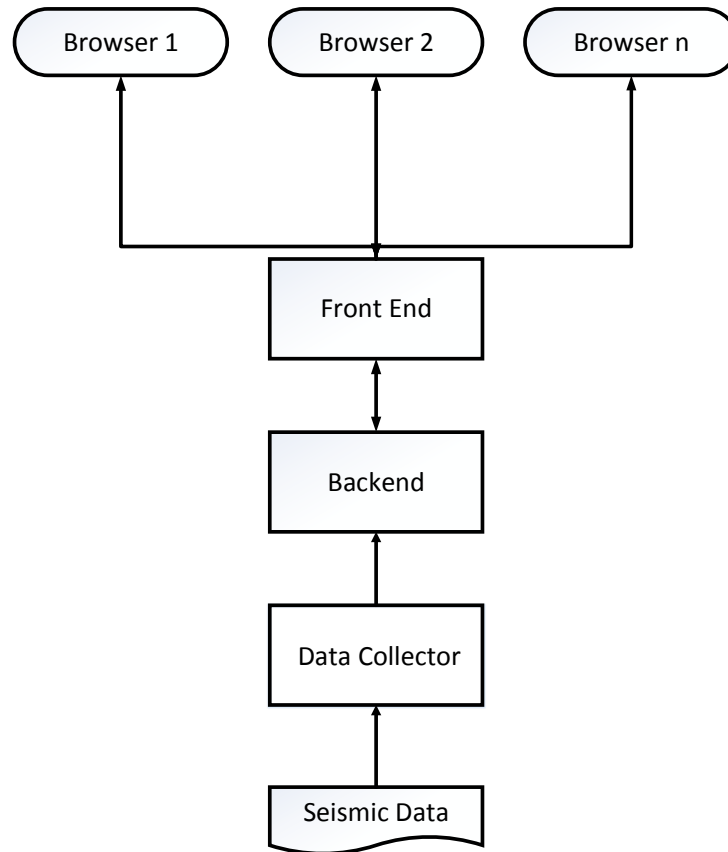 Browser 1
Browser 2
Browser n
Front End
Backend
Data Collector
Seismic Data